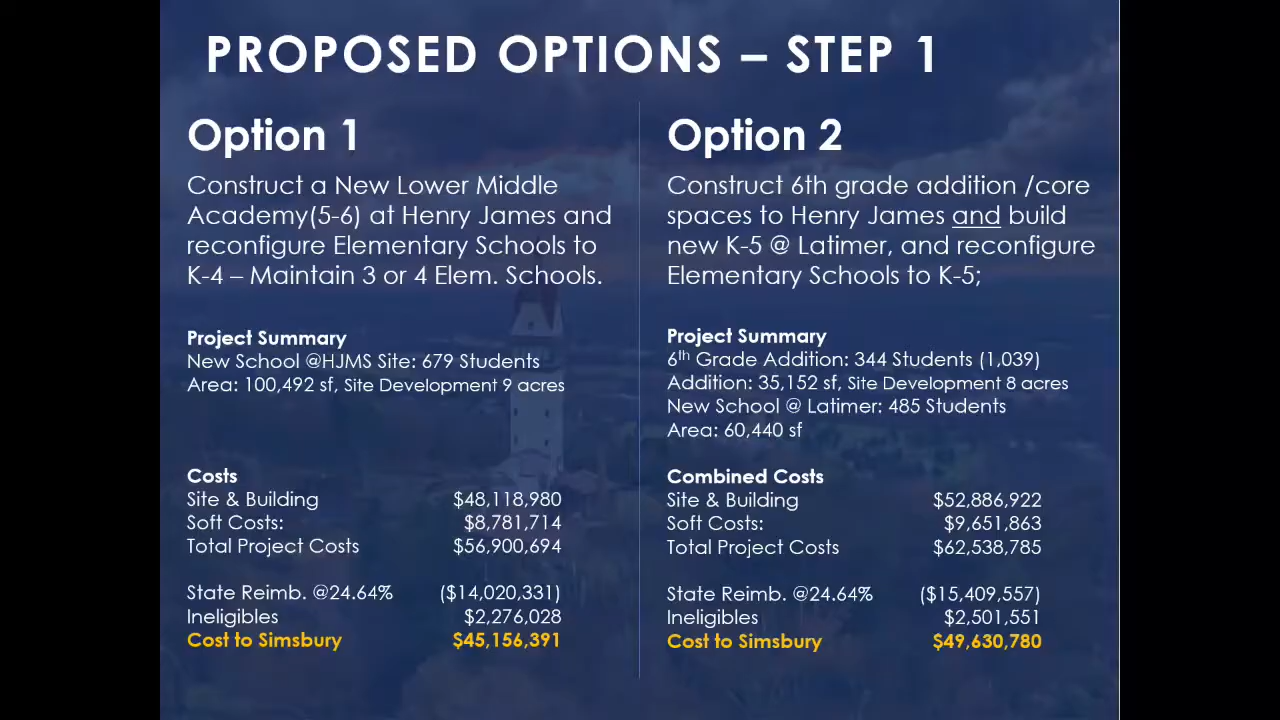 PROPOSED OPTIONS – STEP 1
Option 1
Construct a New Lower Middle
Academy(5-6) at Henry James and
reconfigure Elementary Schools to
K-4 – Maintain 3 or 4 Elem. Schools.
Project Summary
New School @HJMS Site: 679 Students
Area: 100,492 sf, Site Development 9 acres
Costs
Site & Building $48,118,980
Soft Costs: $8,781,714
Total Project Costs $56,900,694
State Reimb. @24.64% ($14,020,331)
Ineligibles $2,276,028
Cost to Simsbury $45,156,391
Option 2
Construct 6th grade addition /core
spaces to Henry James and build
new K-5 @ Latimer, and reconfigure
Elementary Schools to K-5;
Project Summary
6th Grade Addition: 344 Students (1,039)
Addition: 35,152 sf, Site Development 8 acres
New School @ Latimer: 485 Students
Area: 60,440 sf
Combined Costs
Site & Building $52,886,922
Soft Costs: $9,651,863
Total Project Costs $62,538,785
State Reimb. @24.64% ($15,409,557)
Ineligibles $2,501,551
Cost to Simsbury $49,630,780